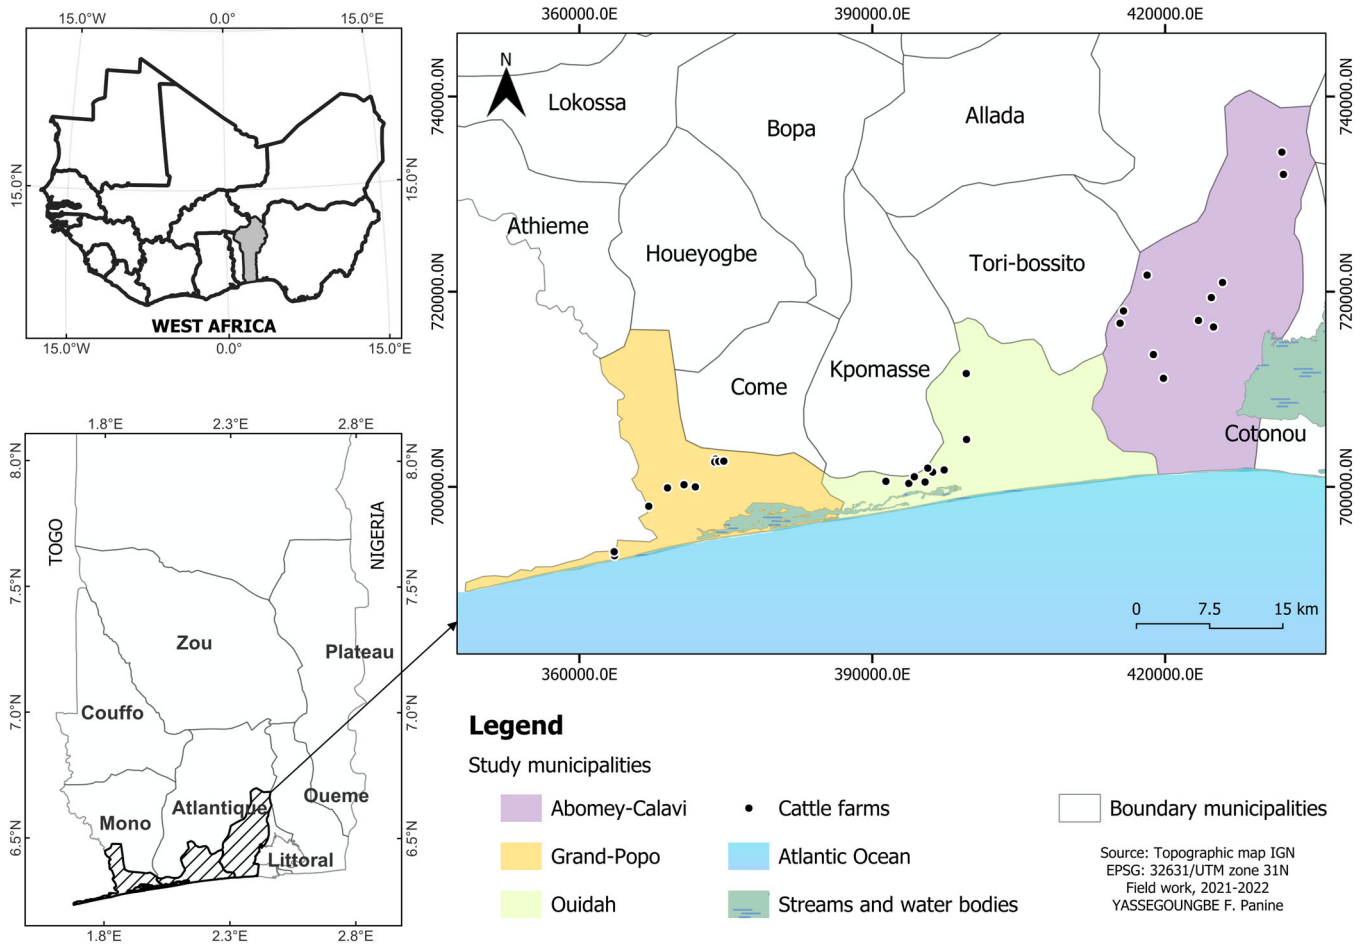 15.0°W 0.0° 15.0°E
15.0°N
15.0°N
WEST AFRICA
15.0°W 0.0° 15.0°E
360000.0E 390000.0E 420000.0E
740000.0N
740000.0N
720000.0N
720000.0N
700000.0N
700000.0N
N
Lokossa
Bopa
Allada
Athieme
Houeyogbe
Tori-bossito
Come
Kpomasse
Cotonou
0 7.5 15 km
360000.0E 390000.0E 420000.0E
1.8°E 2.3°E 2.8°E
8.0°N
8.0°N
7.5°N
7.5°N
7.0°N
7.0°N
6.5°N
6.5°N
TOGO
NIGERIA
Zou
Plateau
Couffo
Mono
Atlantique
Oueme
Littoral
1.8°E 2.3°E 2.8°E
Legend
Study municipalities
Abomey-Calavi
Grand-Popo
Ouidah
Cattle farms
Atlantic Ocean
Streams and water bodies
Boundary municipalities
Source: Topographic map IGN
EPSG: 32631/UTM zone 31N
Field work, 2021-2022
YASSEGOUNGBE F. Panine